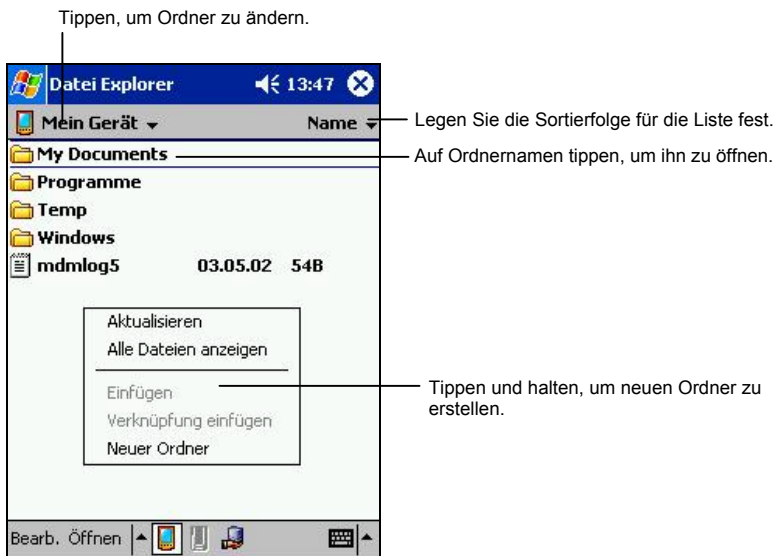 Tippen, um Ordner zu ändern.
Datei Explorer 13:47
Mein Gerät Name
Legen Sie die Sortierfolge für die Liste fest.
My Documents
Auf Ordnernamen tippen, um ihn zu öffnen.
Programme
Temp
Windows
mdmlog5 03.05.02 54B
Aktualisieren
Alle Dateien anzeigen
Einfügen
Verknüpfung einfügen
Neuer Ordner
Tippen und halten, um neuen Ordner zu
erstellen.
Bearb. Öffnen